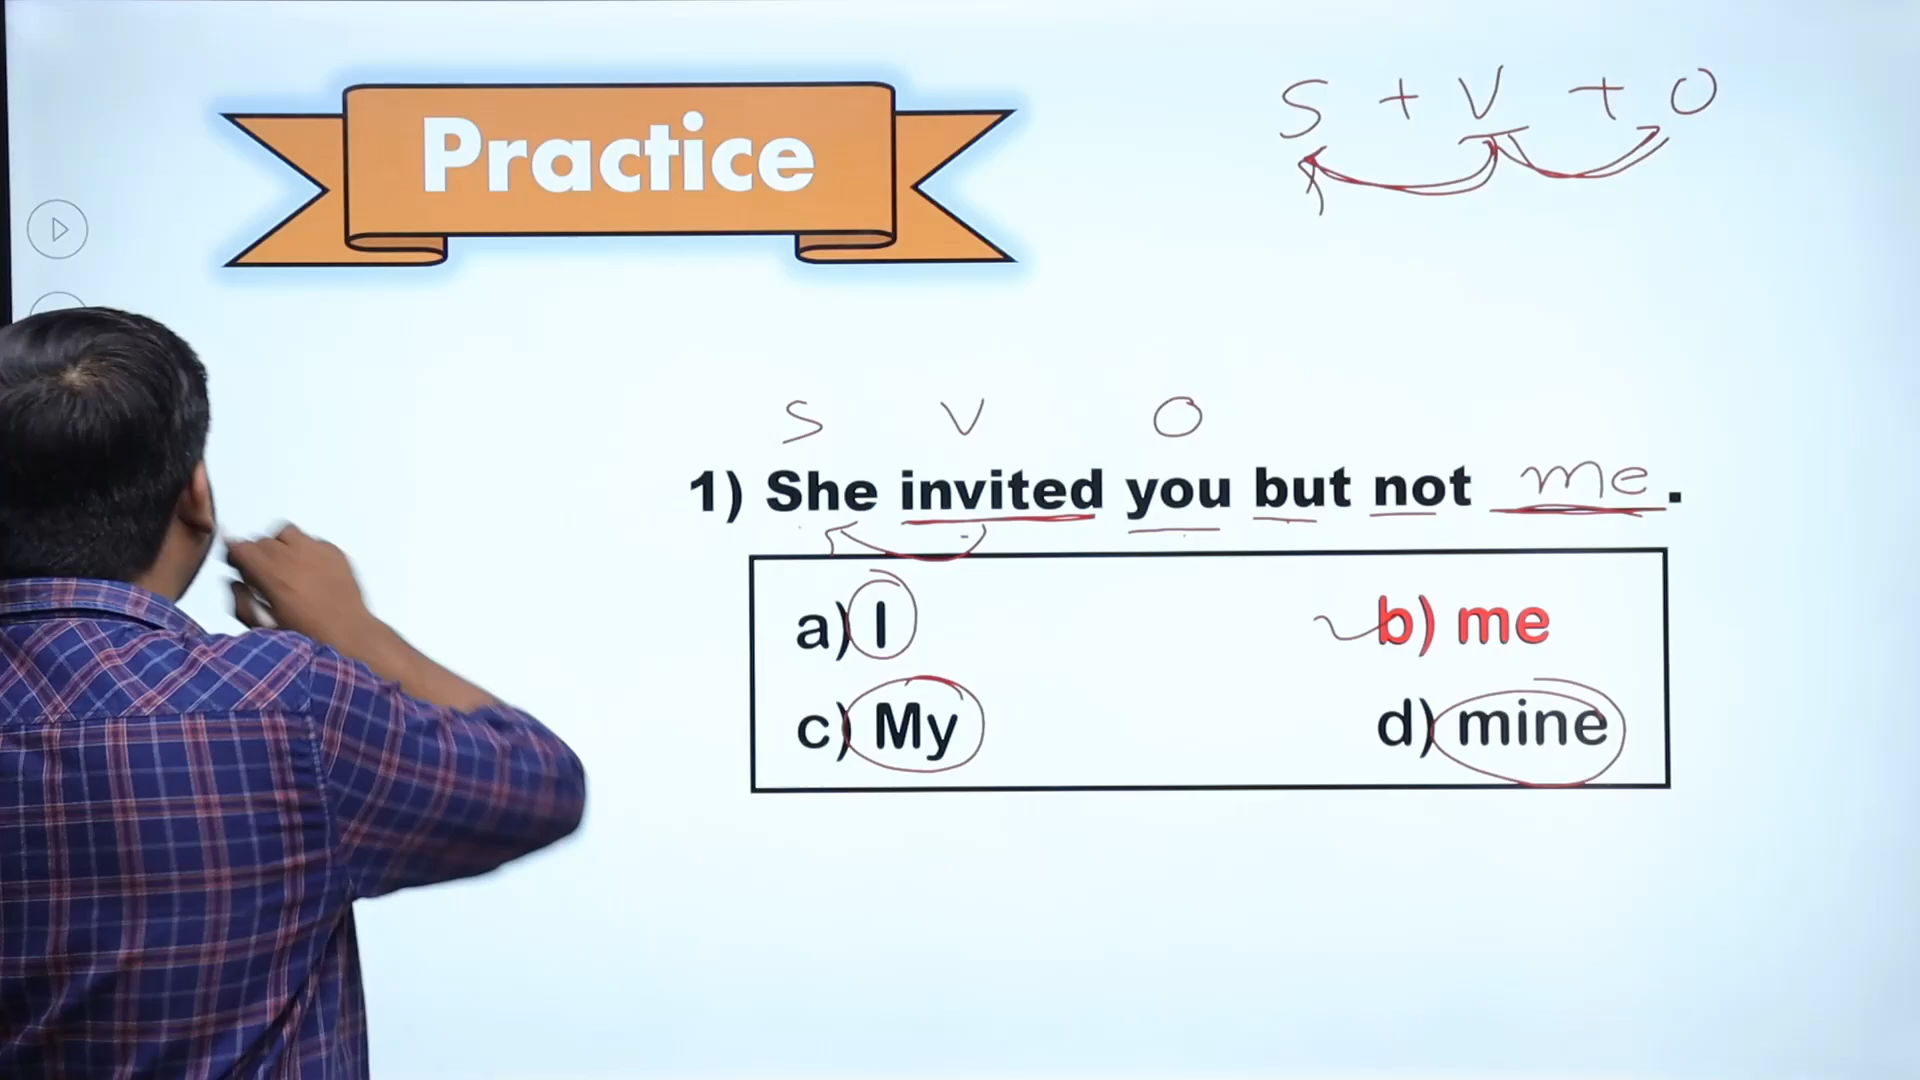 Practice
S + V + O
S V O
1) She invited you but not me.
a) I
b) me
c) My
d) mine